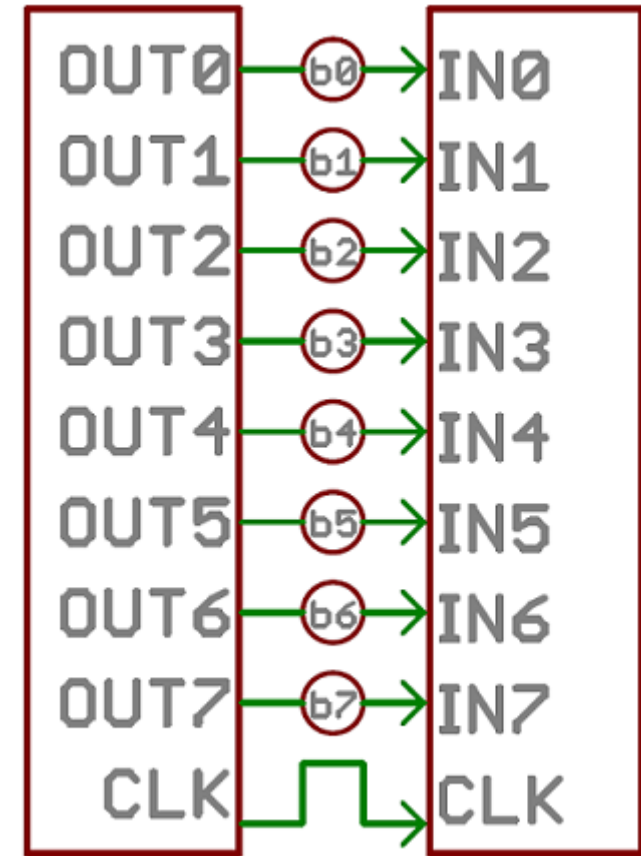 OUT0 b0 IN0
OUT1 b1 IN1
OUT2 b2 IN2
OUT3 b3 IN3
OUT4 b4 IN4
OUT5 b5 IN5
OUT6 b6 IN6
OUT7 b7 IN7
CLK CLK